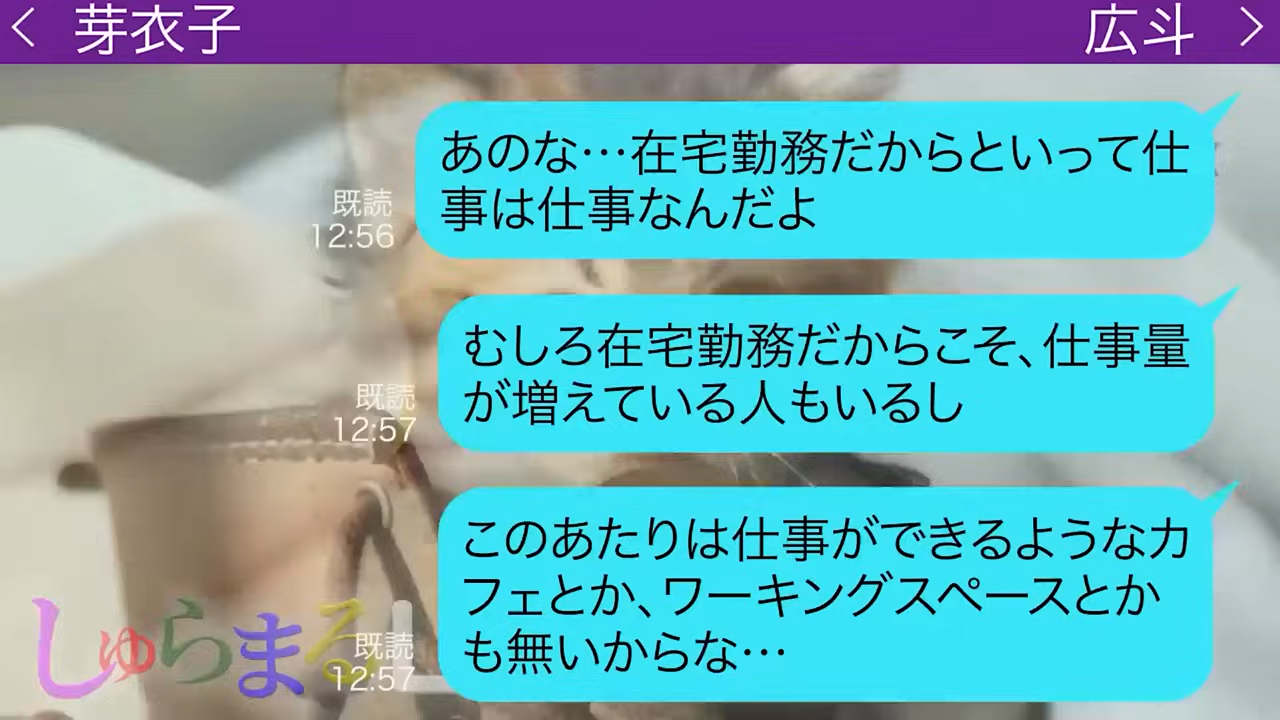 芽衣子
広斗
あのな…在宅勤務だからといって仕
事は仕事なんだよ
既読
12:56
むしろ在宅勤務だからこそ、仕事量
が増えている人もいるし
既読
12:57
このあたりは仕事ができるようなカ
フェとか、ワーキングスペースとか
も無いからな…
既読
12:57
しゅらまる